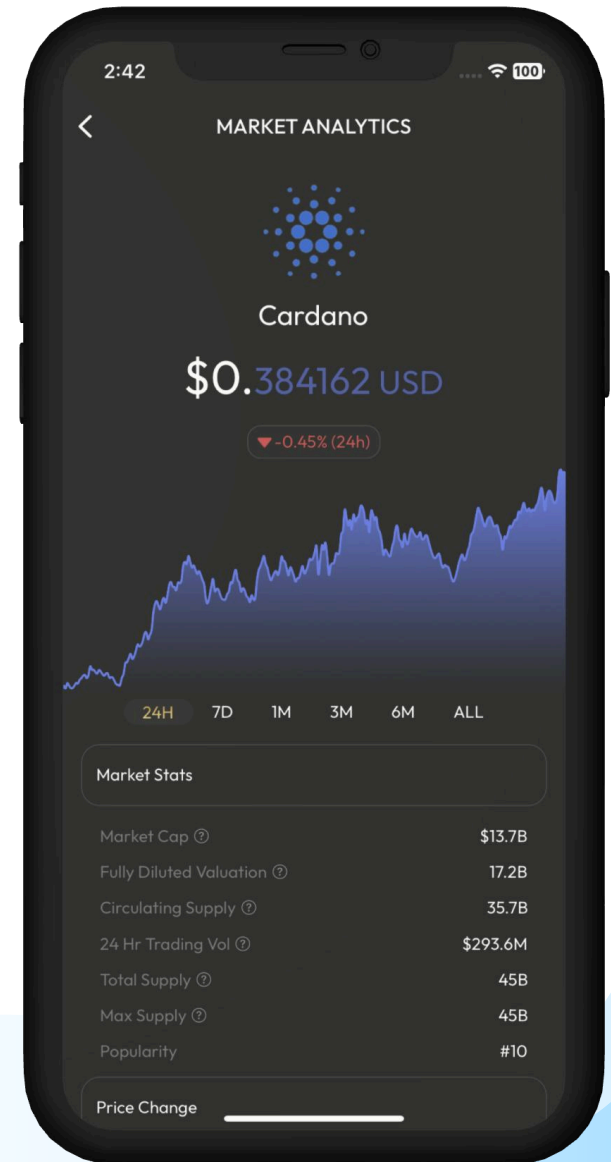 2:42
100
MARKET ANALYTICS
Cardano
$0.384162 USD
-0.45% (24h)
24H 7D 1M 3M 6M ALL
Market Stats
Market Cap ? $13.7B
Fully Diluted Valuation ? 17.2B
Circulating Supply ? 35.7B
24 Hr Trading Vol ? $293.6M
Total Supply ? 45B
Max Supply ? 45B
Popularity #10
Price Change